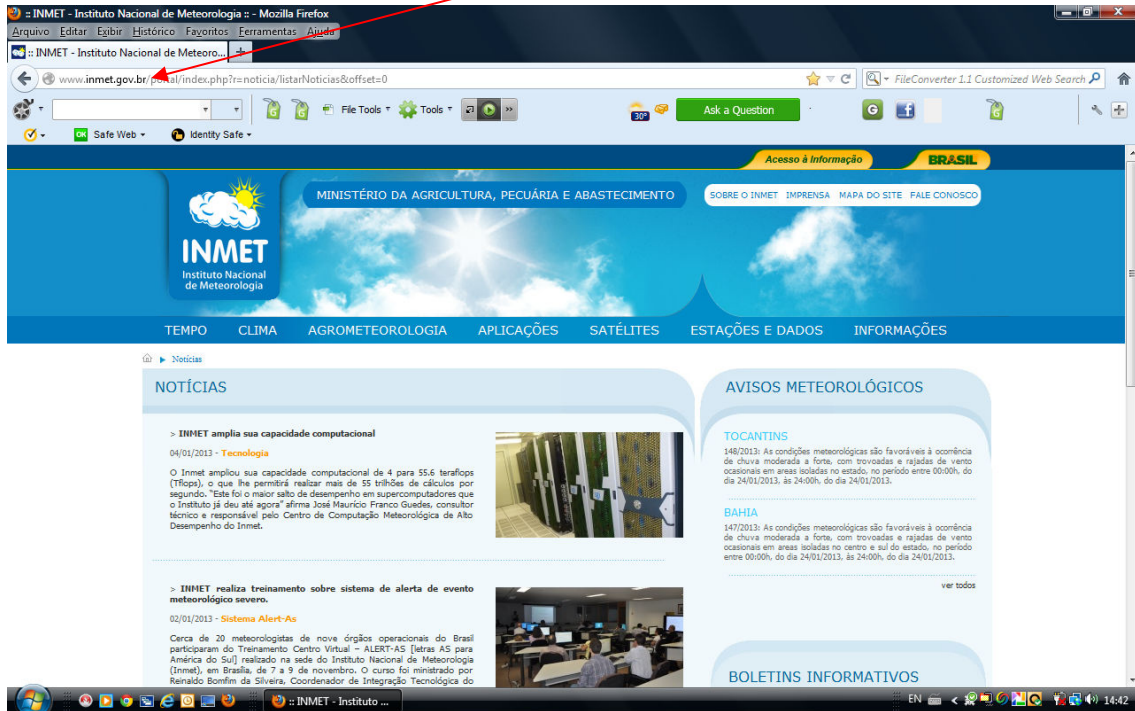 :: INMET - Instituto Nacional de Meteorologia :: - Mozilla Firefox
Arquivo Editar Exibir Histórico Favoritos Ferramentas Ajuda
:: INMET - Instituto Nacional de Meteoro...
www.inmet.gov.br/portal/index.php?r=noticia/listarNoticias&offset=0
FileConverter 1.1 Customized Web Search
File Tools Tools 30° Ask a Question
OK Safe Web Identity Safe
Acesso à Informação BRASIL
MINISTÉRIO DA AGRICULTURA, PECUÁRIA E ABASTECIMENTO
SOBRE O INMET IMPRENSA MAPA DO SITE FALE CONOSCO
INMET
Instituto Nacional
de Meteorologia
TEMPO CLIMA AGROMETEOROLOGIA APLICAÇÕES SATÉLITES ESTAÇÕES E DADOS INFORMAÇÕES
Notícias
NOTÍCIAS
> INMET amplia sua capacidade computacional
04/01/2013 - Tecnologia
O Inmet ampliou sua capacidade computacional de 4 para 55.6 teraflops
(Tflops), o que lhe permitirá realizar mais de 55 trilhões de cálculos por
segundo. "Este foi o maior salto de desempenho em supercomputadores que
o Instituto já deu até agora" afirma José Maurício Franco Guedes, consultor
técnico e responsável pelo Centro de Computação Meteorológica de Alto
Desempenho do Inmet.
> INMET realiza treinamento sobre sistema de alerta de evento
meteorológico severo.
02/01/2013 - Sistema Alert-As
Cerca de 20 meteorologistas de nove órgãos operacionais do Brasil
participaram do Treinamento Centro Virtual – ALERT-AS [letras AS para
América do Sul] realizado na sede do Instituto Nacional de Meteorologia
(Inmet), em Brasília, de 7 a 9 de novembro. O curso foi ministrado por
Reinaldo Bomfim da Silveira, Coordenador de Integração Tecnológica do
AVISOS METEOROLÓGICOS
TOCANTINS
148/2013: As condições meteorológicas são favoráveis à ocorrência
de chuva moderada a forte, com trovoadas e rajadas de vento
ocasionais em areas isoladas no estado, no período entre 00:00h. do
dia 24/01/2013, às 24:00h, do dia 24/01/2013.
BAHIA
147/2013: As condições meteorológicas são favoráveis à ocorrência
de chuva moderada a forte, com trovoadas e rajadas de vento
ocasionais em areas isoladas no centro e sul do estado, no período
entre 00:00h, do dia 24/01/2013, às 24:00h, do dia 24/01/2013.
ver todos
BOLETINS INFORMATIVOS
:: INMET - Instituto ...
EN
14:42